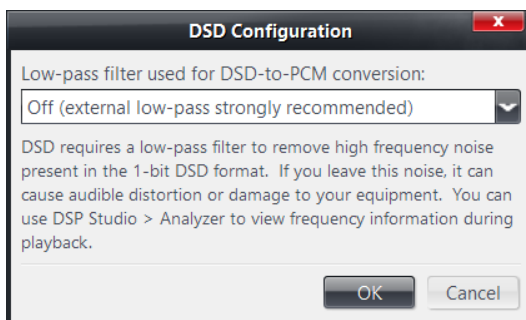 DSD Configuration
x
Low-pass filter used for DSD-to-PCM conversion:
Off (external low-pass strongly recommended)
DSD requires a low-pass filter to remove high frequency noise
present in the 1-bit DSD format.  If you leave this noise, it can
cause audible distortion or damage to your equipment.  You can
use DSP Studio > Analyzer to view frequency information during
playback.
OK Cancel